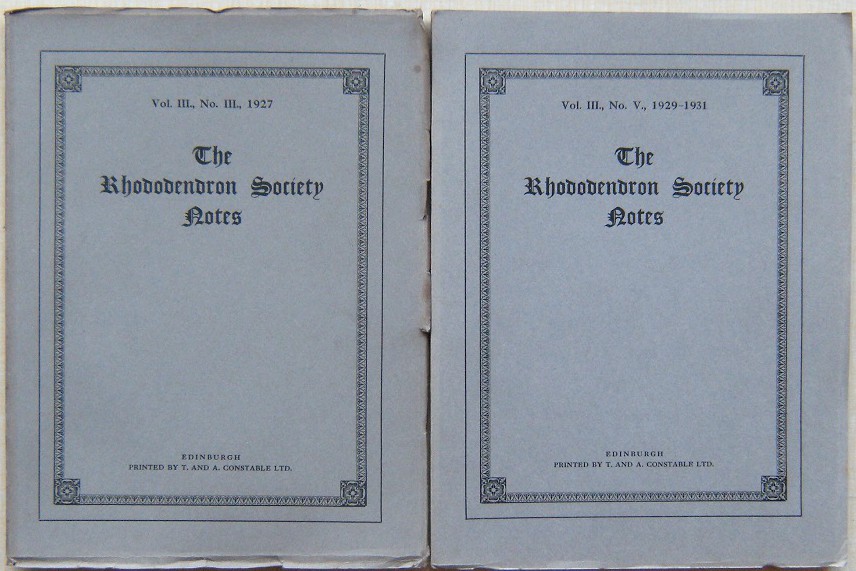 Vol. III., No. III., 1927
The
Rhododendron Society
Notes
EDINBURGH
PRINTED BY T. AND A. CONSTABLE LTD.
Vol. III., No. V., 1929-1931
The
Rhododendron Society
Notes
EDINBURGH
PRINTED BY T. AND A. CONSTABLE LTD.